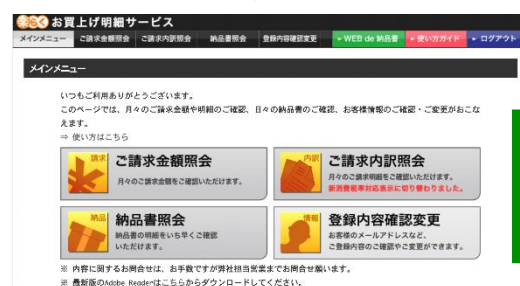 楽らく お買上げ明細サービス
メインメニュー ご請求金額照会 ご請求内訳照会 納品書照会 登録内容確認変更 WEB de 納品書 使い方ガイド ログアウト
メインメニュー
いつもご利用ありがとうございます。
このページでは、月々のご請求金額や明細のご確認、日々の納品書のご確認、お客様情報のご確認・ご変更がおこな
えます。
⇒ 使い方はこちら
請求 ご請求金額照会
月々のご請求金額をご確認いただけます。
内訳 ご請求内訳照会
月々のご請求明細をご確認いただけます。
新消費税率対応表示に切り替わりました。
納品 納品書照会
納品書の明細をいち早くご確認
いただけます。
情報 登録内容確認変更
お客様のメールアドレスなど、
ご登録内容のご確認やご変更ができます。
※ 内容に関するお問合せは、お手数ですが弊社担当営業までお問合せ願います。
※ 最新版のAdobe Readerはこちらからダウンロードしてください。